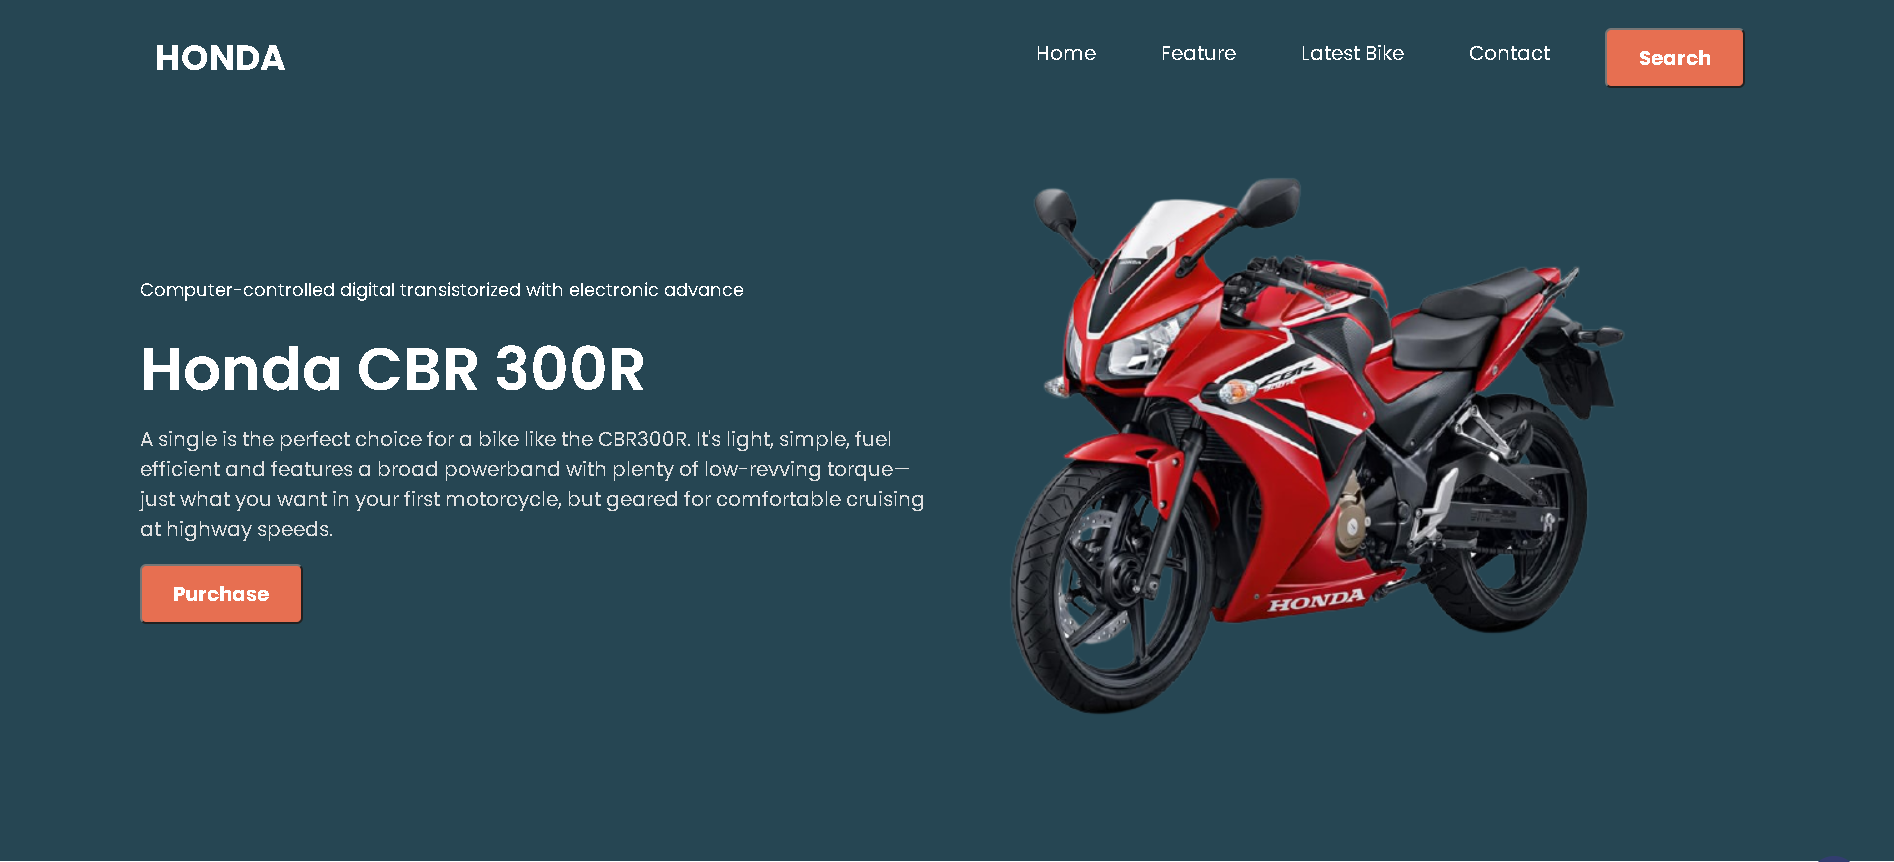 HONDA
Home Feature Latest Bike Contact Search
Computer-controlled digital transistorized with electronic advance
Honda CBR 300R
A single is the perfect choice for a bike like the CBR300R. It's light, simple, fuel
efficient and features a broad powerband with plenty of low-revving torque—
just what you want in your first motorcycle, but geared for comfortable cruising
at highway speeds.
Purchase
CBR
HONDA